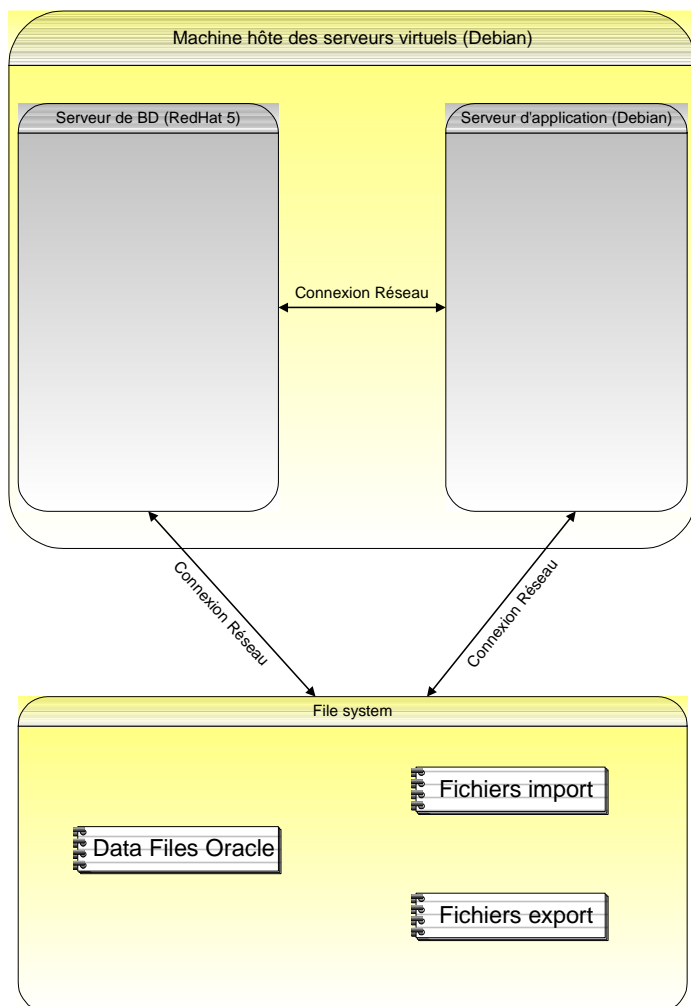 Machine hôte des serveurs virtuels (Debian)
Serveur de BD (RedHat 5)
Serveur d'application (Debian)
Connexion Réseau
Connexion Réseau
Connexion Réseau
File system
Fichiers import
Data Files Oracle
Fichiers export